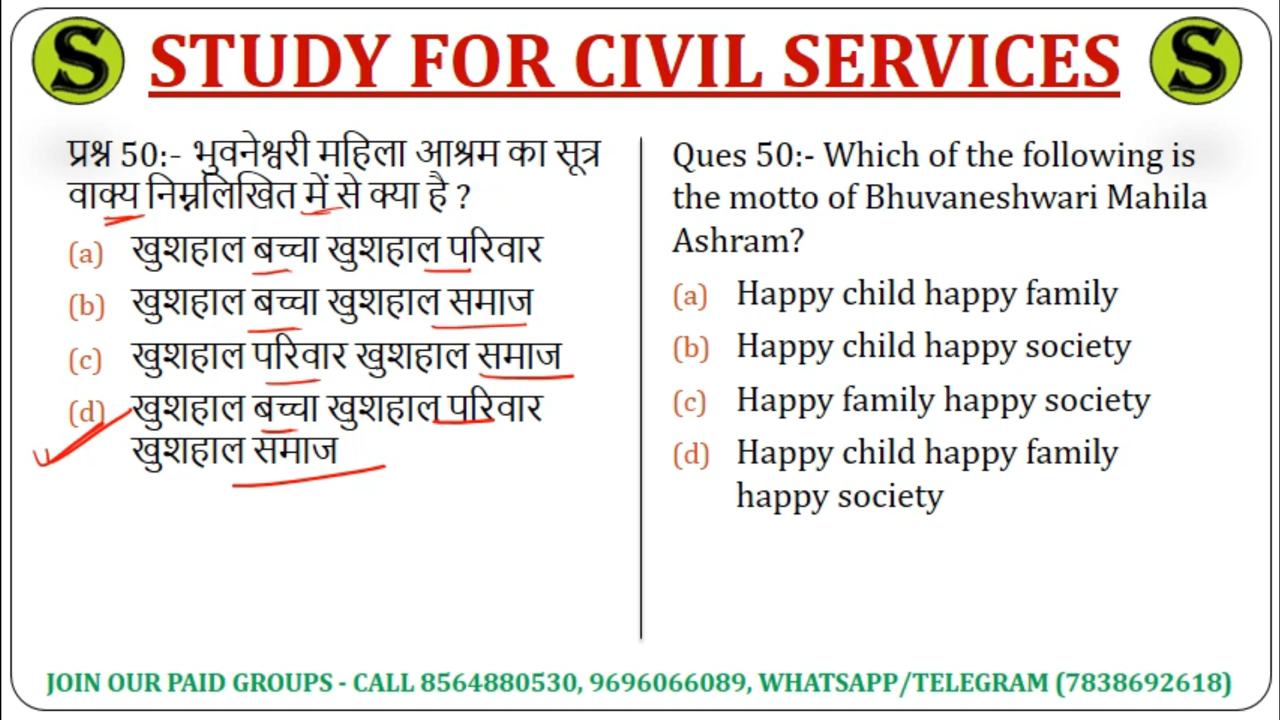 S STUDY FOR CIVIL SERVICES S
प्रश्न 50:- भुवनेश्वरी महिला आश्रम का सूत्र
वाक्य निम्नलिखित में से क्या है ?
(a) खुशहाल बच्चा खुशहाल परिवार
(b) खुशहाल बच्चा खुशहाल समाज
(c) खुशहाल परिवार खुशहाल समाज
(d) खुशहाल बच्चा खुशहाल परिवार
खुशहाल समाज
Ques 50:- Which of the following is
the motto of Bhuvaneshwari Mahila
Ashram?
(a) Happy child happy family
(b) Happy child happy society
(c) Happy family happy society
(d) Happy child happy family
happy society
JOIN OUR PAID GROUPS - CALL 8564880530, 9696066089, WHATSAPP/TELEGRAM (7838692618)